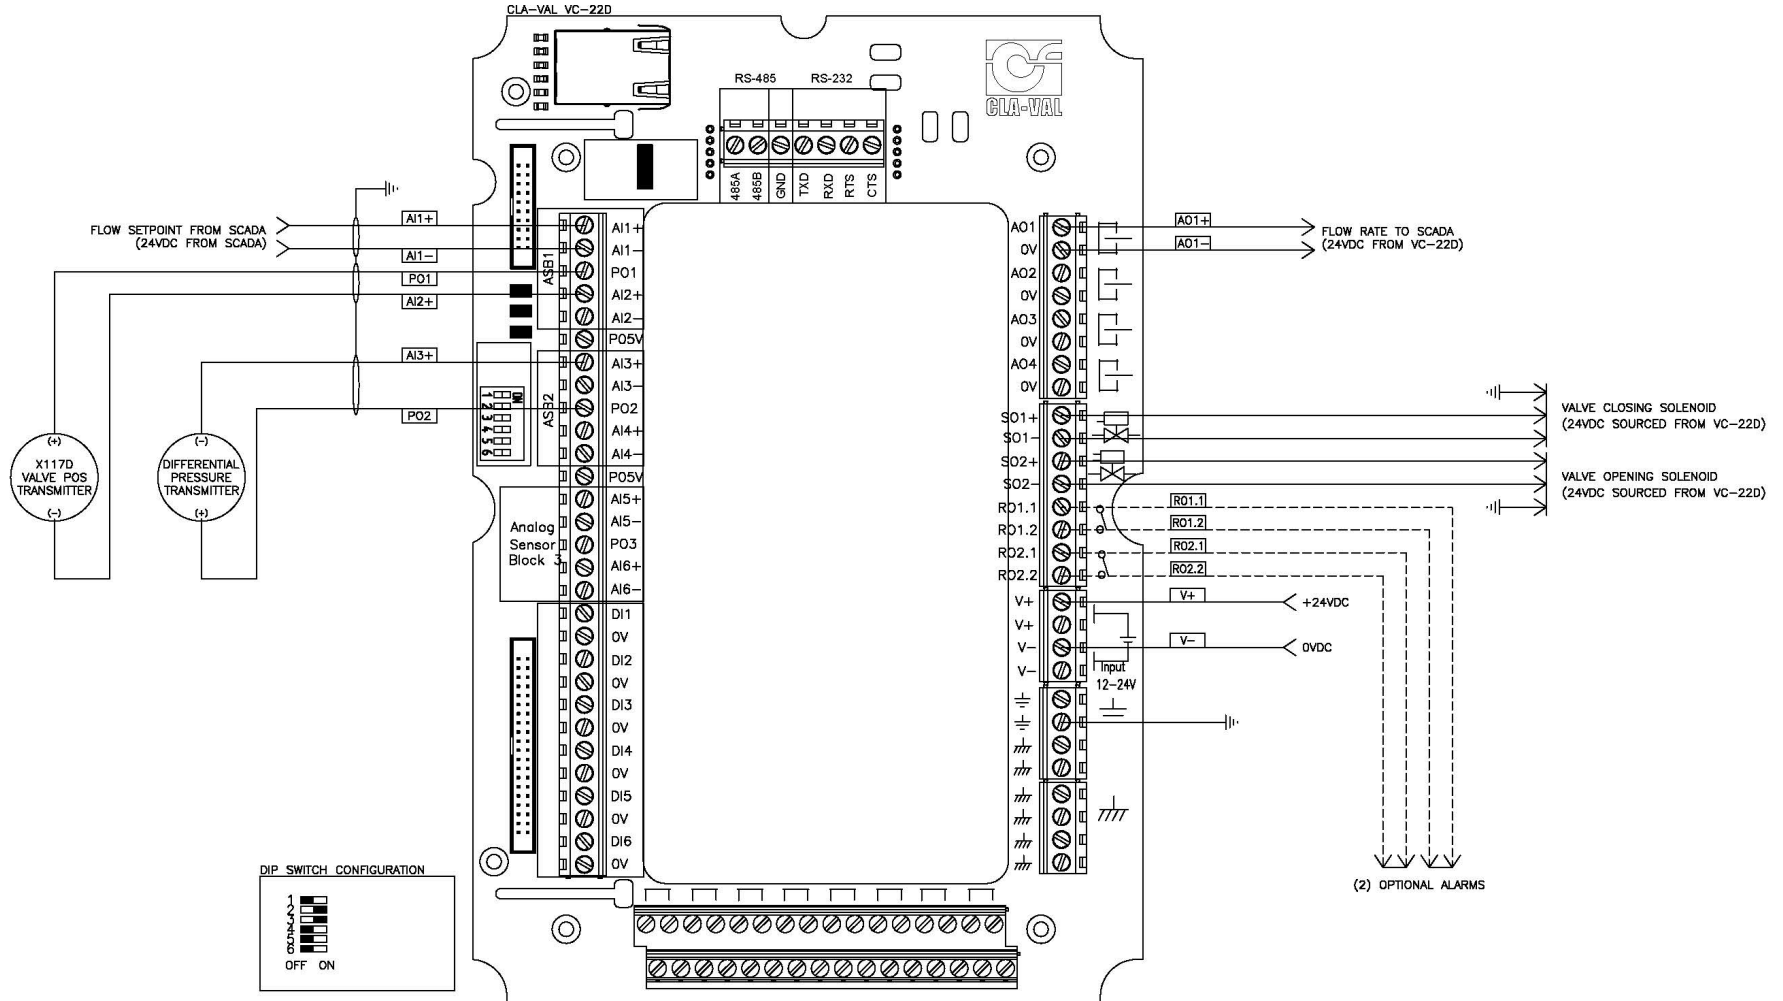 CLA-VAL VC-22D
CLA-VAL
RS-485
RS-232
485A
485B
GND
TXD
RXD
RTS
CTS
FLOW SETPOINT FROM SCADA
(24VDC FROM SCADA)
AI1+
AI1-
PO1
AI2+
AI3+
PO2
X117D
VALVE POS
TRANSMITTER
(+)
(-)
DIFFERENTIAL
PRESSURE
TRANSMITTER
(-)
(+)
ASB1
ASB2
Analog
Sensor
Block 3
ON
1 2 3 4 5 6
AI1+
AI1-
PO1
AI2+
AI2-
PO5V
AI3+
AI3-
PO2
AI4+
AI4-
PO5V
AI5+
AI5-
PO3
AI6+
AI6-
DI1
0V
DI2
0V
DI3
0V
DI4
0V
DI5
0V
DI6
0V
AO1
0V
AO2
0V
AO3
0V
AO4
0V
SO1+
SO1-
SO2+
SO2-
RO1.1
RO1.2
RO2.1
RO2.2
V+
V+
V-
V-
Input
12-24V
AO1+
AO1-
FLOW RATE TO SCADA
(24VDC FROM VC-22D)
VALVE CLOSING SOLENOID
(24VDC SOURCED FROM VC-22D)
VALVE OPENING SOLENOID
(24VDC SOURCED FROM VC-22D)
RO1.1
RO1.2
RO2.1
RO2.2
V+
+24VDC
V-
0VDC
(2) OPTIONAL ALARMS
DIP SWITCH CONFIGURATION
1
2
3
4
5
6
OFF ON